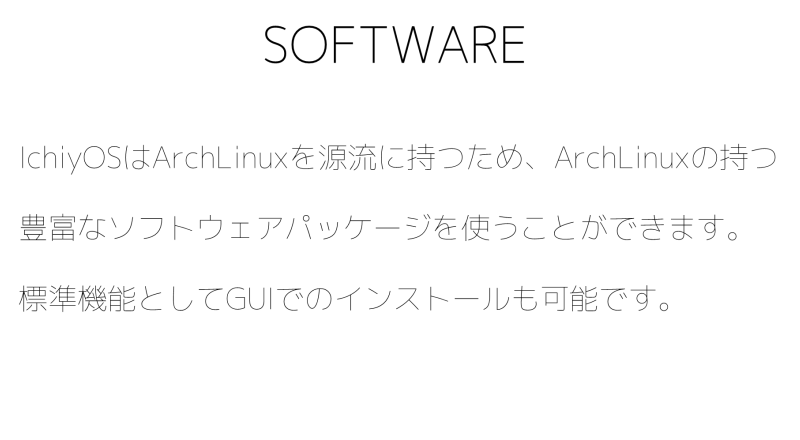 SOFTWARE
IchiyOSはArchLinuxを源流に持つため、ArchLinuxの持つ
豊富なソフトウェアパッケージを使うことができます。
標準機能としてGUIでのインストールも可能です。